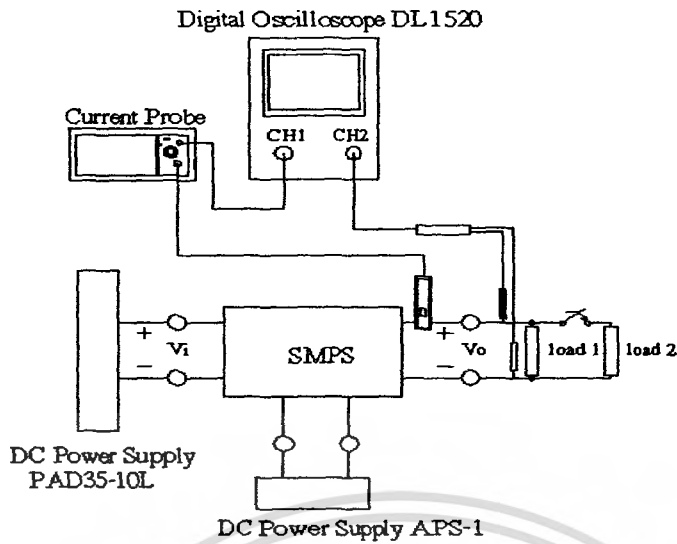 Digital Oscilloscope DL1520
Current Probe
CH1 CH2
+ +
Vi SMPS Vo load 1 load 2
− −
DC Power Supply
PAD35-10L
DC Power Supply APS-1